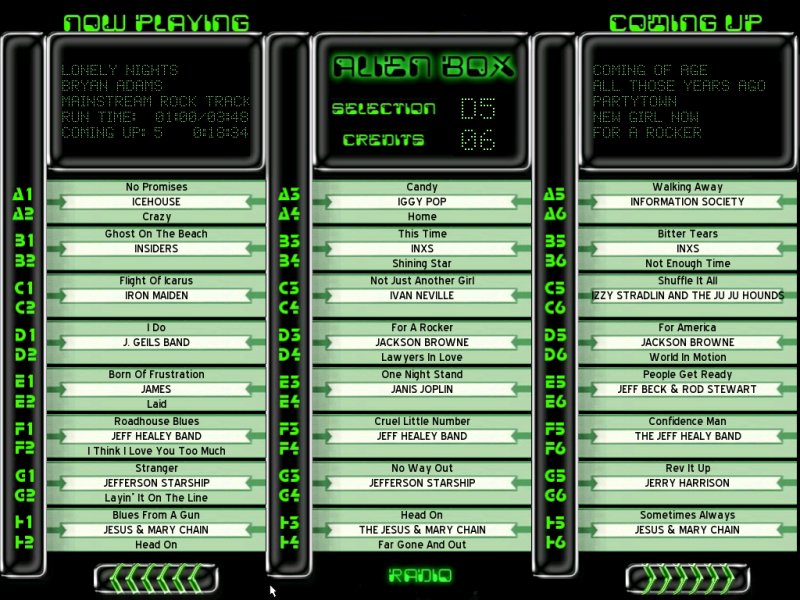 NOW PLAYING
LONELY NIGHTS
BRYAN ADAMS
MAINSTREAM ROCK TRACK
RUN TIME: 01:00/03:48
COMING UP: 5 0:18:34
ALIEN BOX
SELECTION D5
CREDITS 06
COMING UP
COMING OF AGE
ALL THOSE YEARS AGO
PARTYTOWN
NEW GIRL NOW
FOR A ROCKER
A1 No Promises
ICEHOUSE
A2 Crazy
B1 Ghost On The Beach
INSIDERS
B2
C1 Flight Of Icarus
IRON MAIDEN
C2
D1 I Do
J. GEILS BAND
D2
E1 Born Of Frustration
JAMES
E2 Laid
F1 Roadhouse Blues
JEFF HEALEY BAND
F2 I Think I Love You Too Much
G1 Stranger
JEFFERSON STARSHIP
G2 Layin' It On The Line
H1 Blues From A Gun
JESUS & MARY CHAIN
H2 Head On
A3 Candy
IGGY POP
A4 Home
B3 This Time
INXS
B4 Shining Star
C3 Not Just Another Girl
IVAN NEVILLE
C4
D3 For A Rocker
JACKSON BROWNE
D4 Lawyers In Love
E3 One Night Stand
JANIS JOPLIN
E4
F3 Cruel Little Number
JEFF HEALEY BAND
F4
G3 No Way Out
JEFFERSON STARSHIP
G4
H3 Head On
THE JESUS & MARY CHAIN
H4 Far Gone And Out
A5 Walking Away
INFORMATION SOCIETY
A6
B5 Bitter Tears
INXS
B6 Not Enough Time
C5 Shuffle It All
IZZY STRADLIN AND THE JU JU HOUNDS
C6
D5 For America
JACKSON BROWNE
D6 World In Motion
E5 People Get Ready
JEFF BECK & ROD STEWART
E6
F5 Confidence Man
THE JEFF HEALY BAND
F6
G5 Rev It Up
JERRY HARRISON
G6
H5 Sometimes Always
JESUS & MARY CHAIN
H6
RADIO